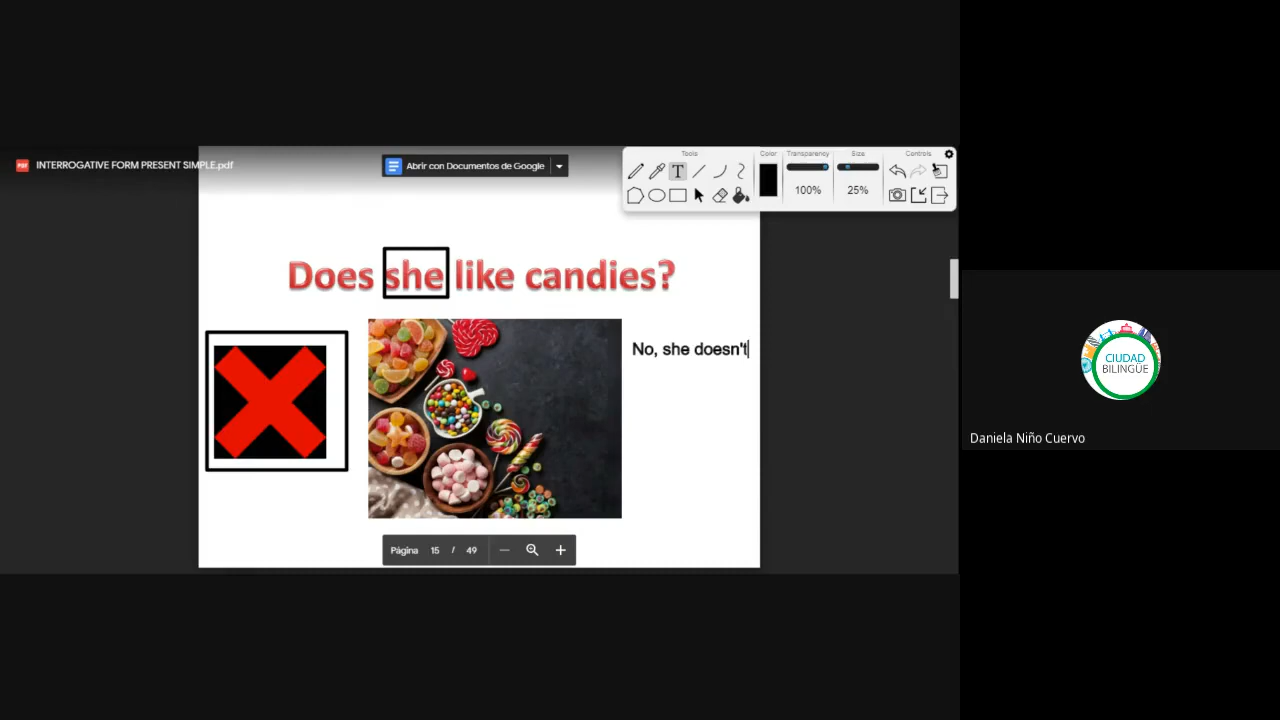 INTERROGATIVE FORM PRESENT SIMPLE.pdf
Abrir con Documentos de Google
Tools
Color
Transparency
Size
Controls
T
100%
25%
Does she like candies?
No, she doesn't
CIUDAD
BILINGÜE
Daniela Niño Cuervo
Página 15 / 49